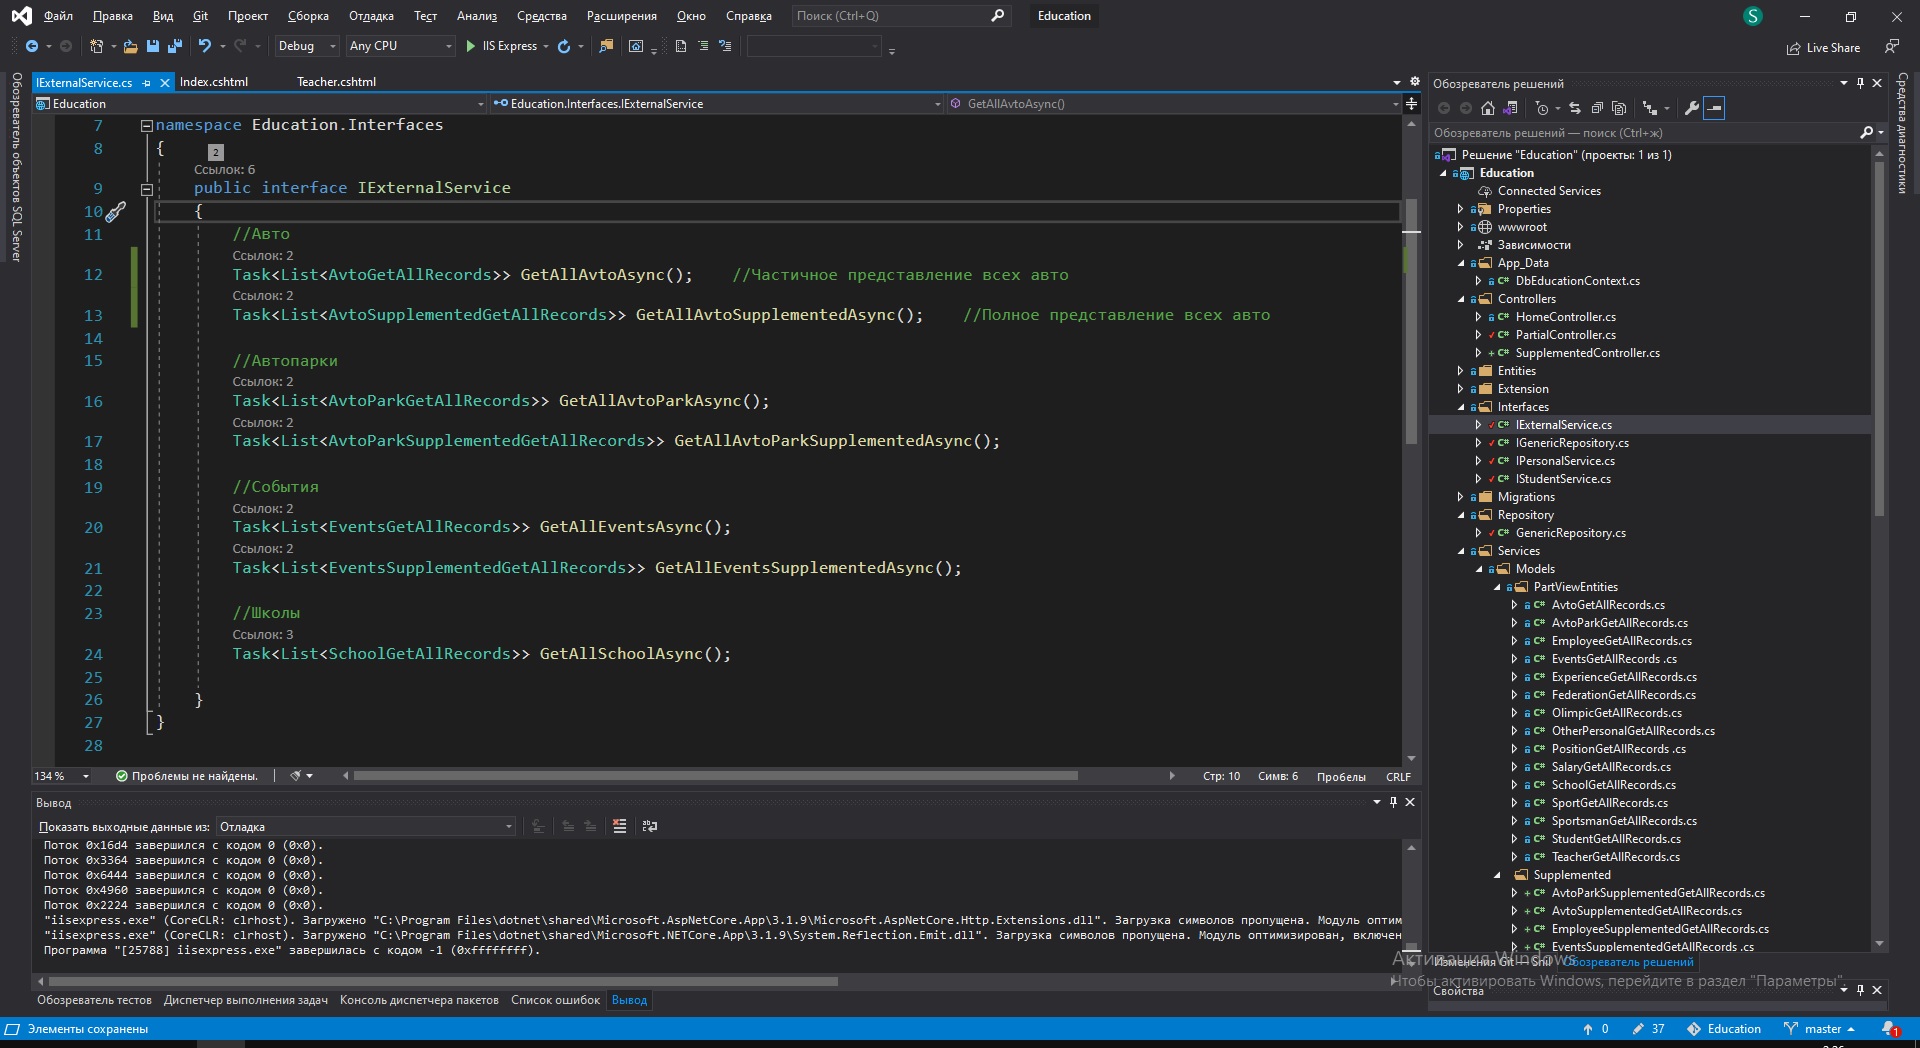 Файл Правка Вид Git Проект Сборка Отладка Тест Анализ Средства Расширения Окно Справка Поиск (Ctrl+Q) Education S
Debug Any CPU IIS Express Live Share
Обозреватель объектов SQL Server
IExternalService.cs Index.cshtml Teacher.cshtml
Education Education.Interfaces.IExternalService GetAllAvtoAsync()
7 namespace Education.Interfaces
8 {
2
Ссылок: 6
9 public interface IExternalService
10 {
11 //Авто
Ссылок: 2
12 Task<List<AvtoGetAllRecords>> GetAllAvtoAsync(); //Частичное представление всех авто
Ссылок: 2
13 Task<List<AvtoSupplementedGetAllRecords>> GetAllAvtoSupplementedAsync(); //Полное представление всех авто
14
15 //Автопарки
Ссылок: 2
16 Task<List<AvtoParkGetAllRecords>> GetAllAvtoParkAsync();
Ссылок: 2
17 Task<List<AvtoParkSupplementedGetAllRecords>> GetAllAvtoParkSupplementedAsync();
18
19 //События
Ссылок: 2
20 Task<List<EventsGetAllRecords>> GetAllEventsAsync();
Ссылок: 2
21 Task<List<EventsSupplementedGetAllRecords>> GetAllEventsSupplementedAsync();
22
23 //Школы
Ссылок: 3
24 Task<List<SchoolGetAllRecords>> GetAllSchoolAsync();
25
26 }
27 }
28
134 % Проблемы не найдены. Стр: 10 Симв: 6 Пробелы CRLF
Вывод
Показать выходные данные из: Отладка
Поток 0x16d4 завершился с кодом 0 (0x0).
Поток 0x3364 завершился с кодом 0 (0x0).
Поток 0x6444 завершился с кодом 0 (0x0).
Поток 0x4960 завершился с кодом 0 (0x0).
Поток 0x2224 завершился с кодом 0 (0x0).
"iisexpress.exe" (CoreCLR: clrhost). Загружено "C:\Program Files\dotnet\shared\Microsoft.AspNetCore.App\3.1.9\Microsoft.AspNetCore.Http.Extensions.dll". Загрузка символов пропущена. Модуль оптим
"iisexpress.exe" (CoreCLR: clrhost). Загружено "C:\Program Files\dotnet\shared\Microsoft.NETCore.App\3.1.9\System.Reflection.Emit.dll". Загрузка символов пропущена. Модуль оптимизирован, включен
Программа "[25788] iisexpress.exe" завершилась с кодом -1 (0xffffffff).
Обозреватель тестов Диспетчер выполнения задач Консоль диспетчера пакетов Список ошибок Вывод
Обозреватель решений
Обозреватель решений — поиск (Ctrl+ж)
Решение "Education" (проекты: 1 из 1)
Education
Connected Services
Properties
wwwroot
Зависимости
App_Data
C# DbEducationContext.cs
Controllers
C# HomeController.cs
C# PartialController.cs
C# SupplementedController.cs
Entities
Extension
Interfaces
C# IExternalService.cs
C# IGenericRepository.cs
C# IPersonalService.cs
C# IStudentService.cs
Migrations
Repository
C# GenericRepository.cs
Services
Models
PartViewEntities
C# AvtoGetAllRecords.cs
C# AvtoParkGetAllRecords.cs
C# EmployeeGetAllRecords.cs
C# EventsGetAllRecords .cs
C# ExperienceGetAllRecords.cs
C# FederationGetAllRecords.cs
C# OlimpicGetAllRecords.cs
C# OtherPersonalGetAllRecords.cs
C# PositionGetAllRecords .cs
C# SalaryGetAllRecords.cs
C# SchoolGetAllRecords.cs
C# SportGetAllRecords.cs
C# SportsmanGetAllRecords.cs
C# StudentGetAllRecords.cs
C# TeacherGetAllRecords.cs
Supplemented
C# AvtoParkSupplementedGetAllRecords.cs
C# AvtoSupplementedGetAllRecords.cs
C# EmployeeSupplementedGetAllRecords.cs
C# EventsSupplementedGetAllRecords .cs
Изменения Git — Snil Обозреватель решений
Активация Windows
Чтобы активировать Windows, перейдите в раздел "Параметры".
Свойства
Средства диагностики
Элементы сохранены 0 37 Education master 1